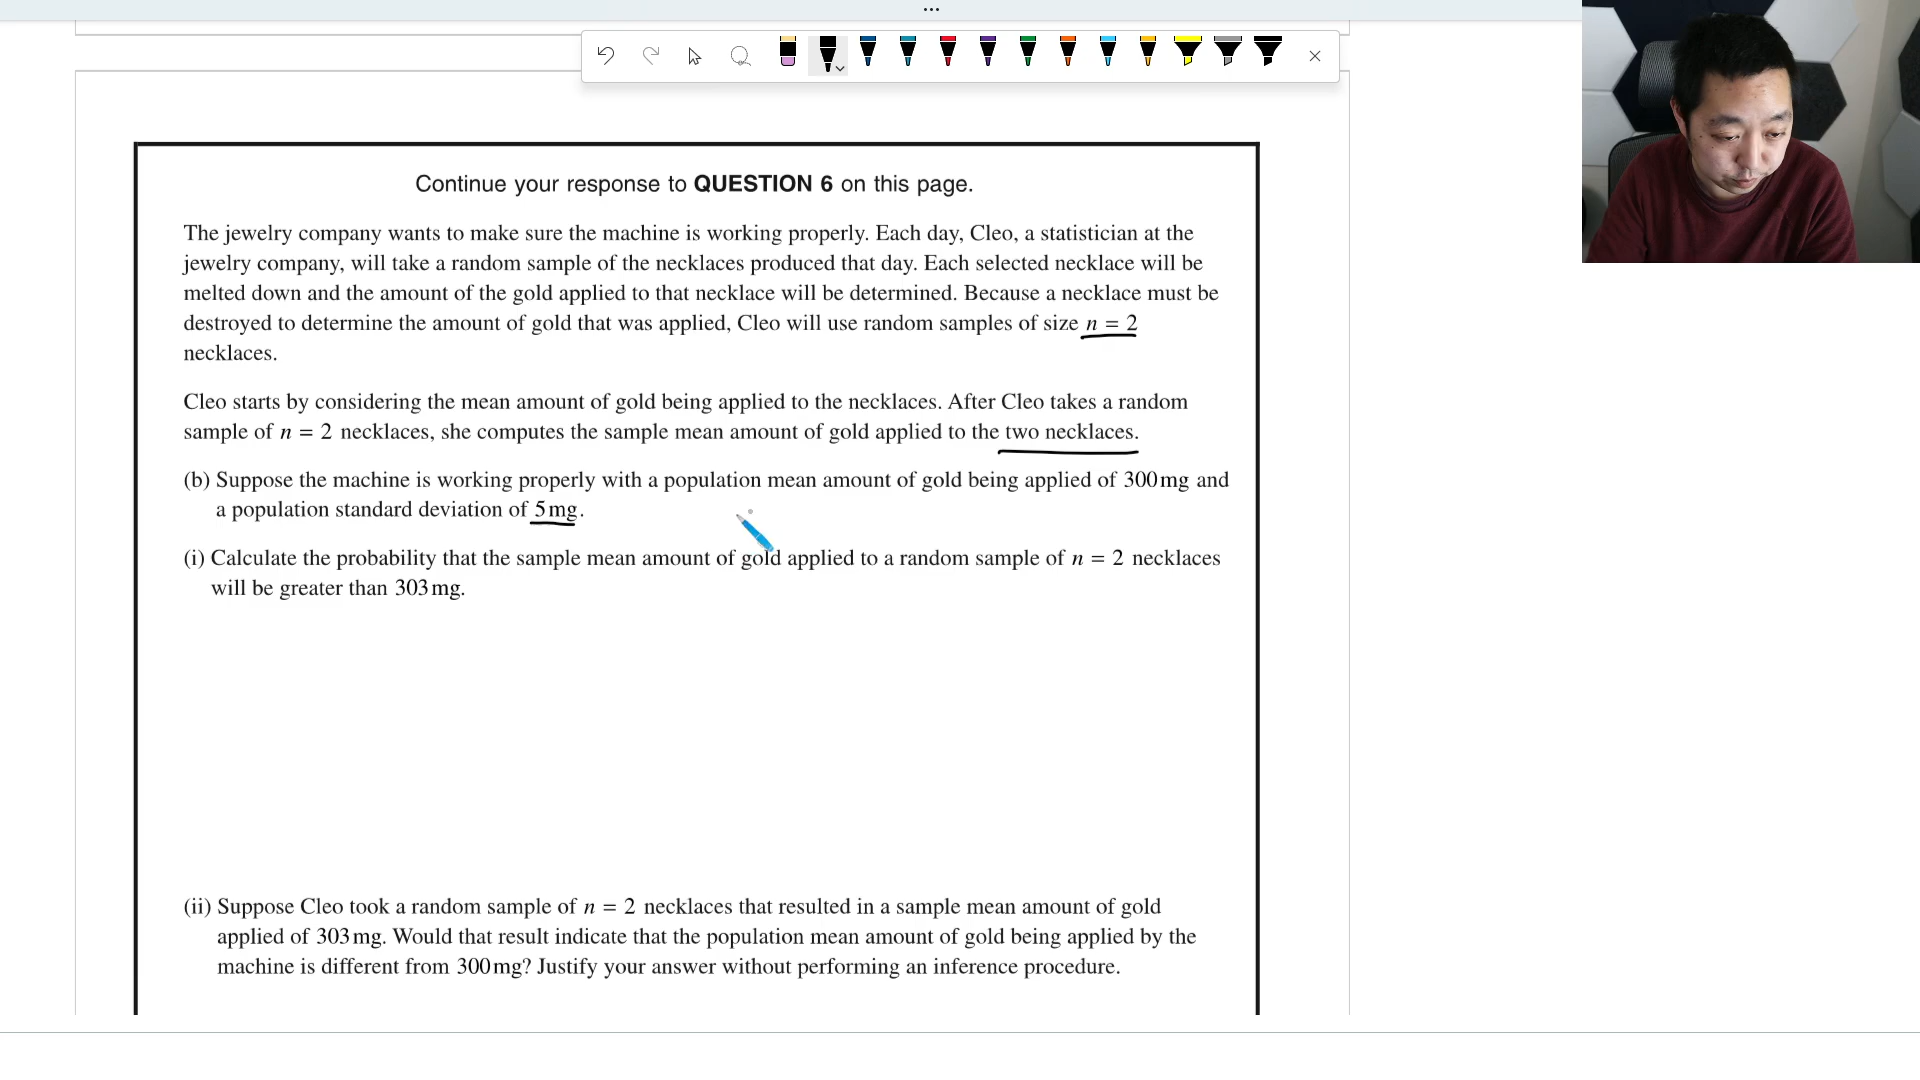 ...
Continue your response to QUESTION 6 on this page.
The jewelry company wants to make sure the machine is working properly. Each day, Cleo, a statistician at the
jewelry company, will take a random sample of the necklaces produced that day. Each selected necklace will be
melted down and the amount of the gold applied to that necklace will be determined. Because a necklace must be
destroyed to determine the amount of gold that was applied, Cleo will use random samples of size n = 2
necklaces.
Cleo starts by considering the mean amount of gold being applied to the necklaces. After Cleo takes a random
sample of n = 2 necklaces, she computes the sample mean amount of gold applied to the two necklaces.
(b) Suppose the machine is working properly with a population mean amount of gold being applied of 300 mg and
a population standard deviation of 5 mg.
(i) Calculate the probability that the sample mean amount of gold applied to a random sample of n = 2 necklaces
will be greater than 303 mg.
(ii) Suppose Cleo took a random sample of n = 2 necklaces that resulted in a sample mean amount of gold
applied of 303 mg. Would that result indicate that the population mean amount of gold being applied by the
machine is different from 300 mg? Justify your answer without performing an inference procedure.